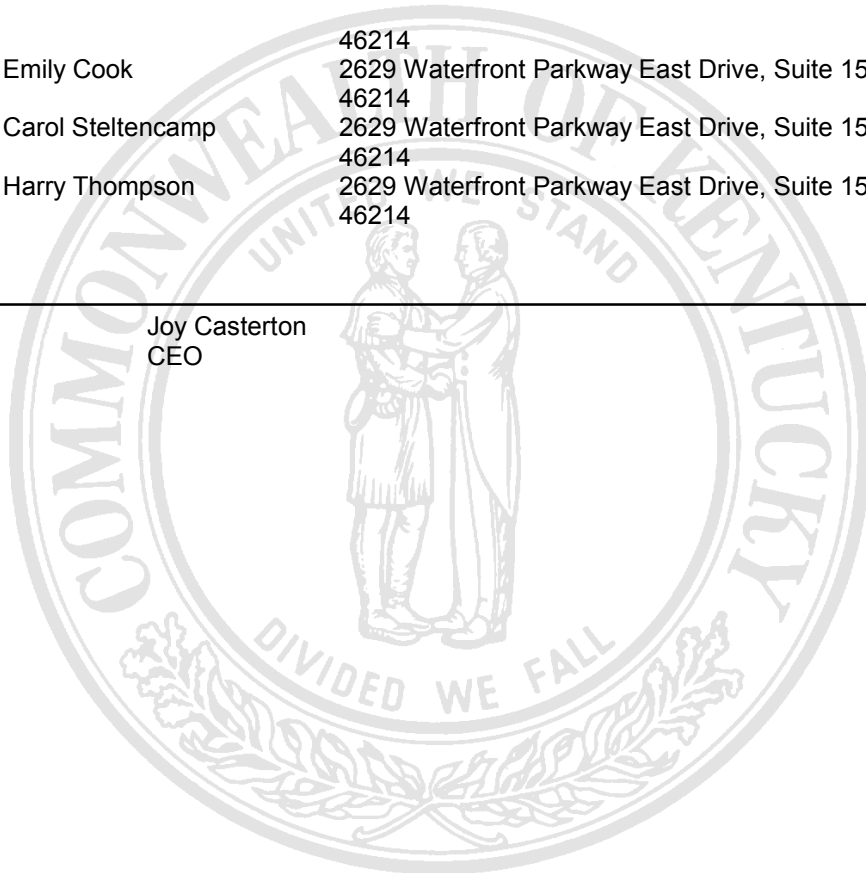 46214
Emily Cook 2629 Waterfront Parkway East Drive, Suite 15
46214
Carol Steltencamp 2629 Waterfront Parkway East Drive, Suite 15
46214
Harry Thompson 2629 Waterfront Parkway East Drive, Suite 15
46214
Joy Casterton
CEO
COMMONWEALTH OF KENTUCKY
UNITED WE STAND
DIVIDED WE FALL